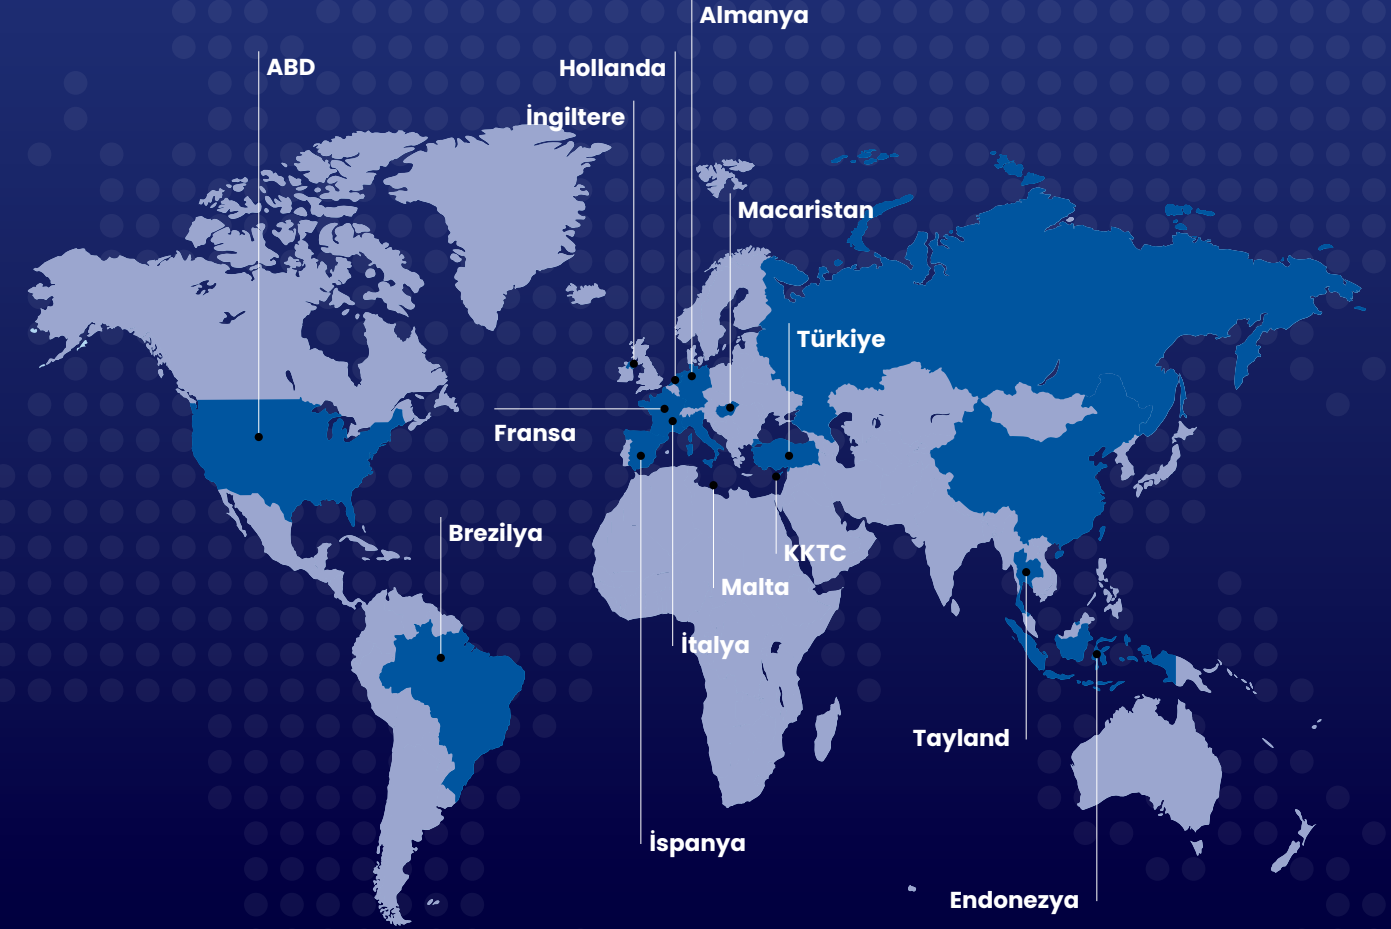 Almanya
ABD
Hollanda
İngiltere
Macaristan
Türkiye
Fransa
Brezilya
KKTC
Malta
İtalya
Tayland
İspanya
Endonezya